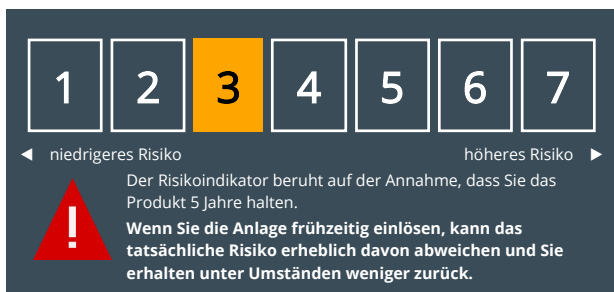 1 2 3 4 5 6 7
niedrigeres Risiko höheres Risiko
Der Risikoindikator beruht auf der Annahme, dass Sie das
Produkt 5 Jahre halten.
Wenn Sie die Anlage frühzeitig einlösen, kann das
tatsächliche Risiko erheblich davon abweichen und Sie
erhalten unter Umständen weniger zurück.